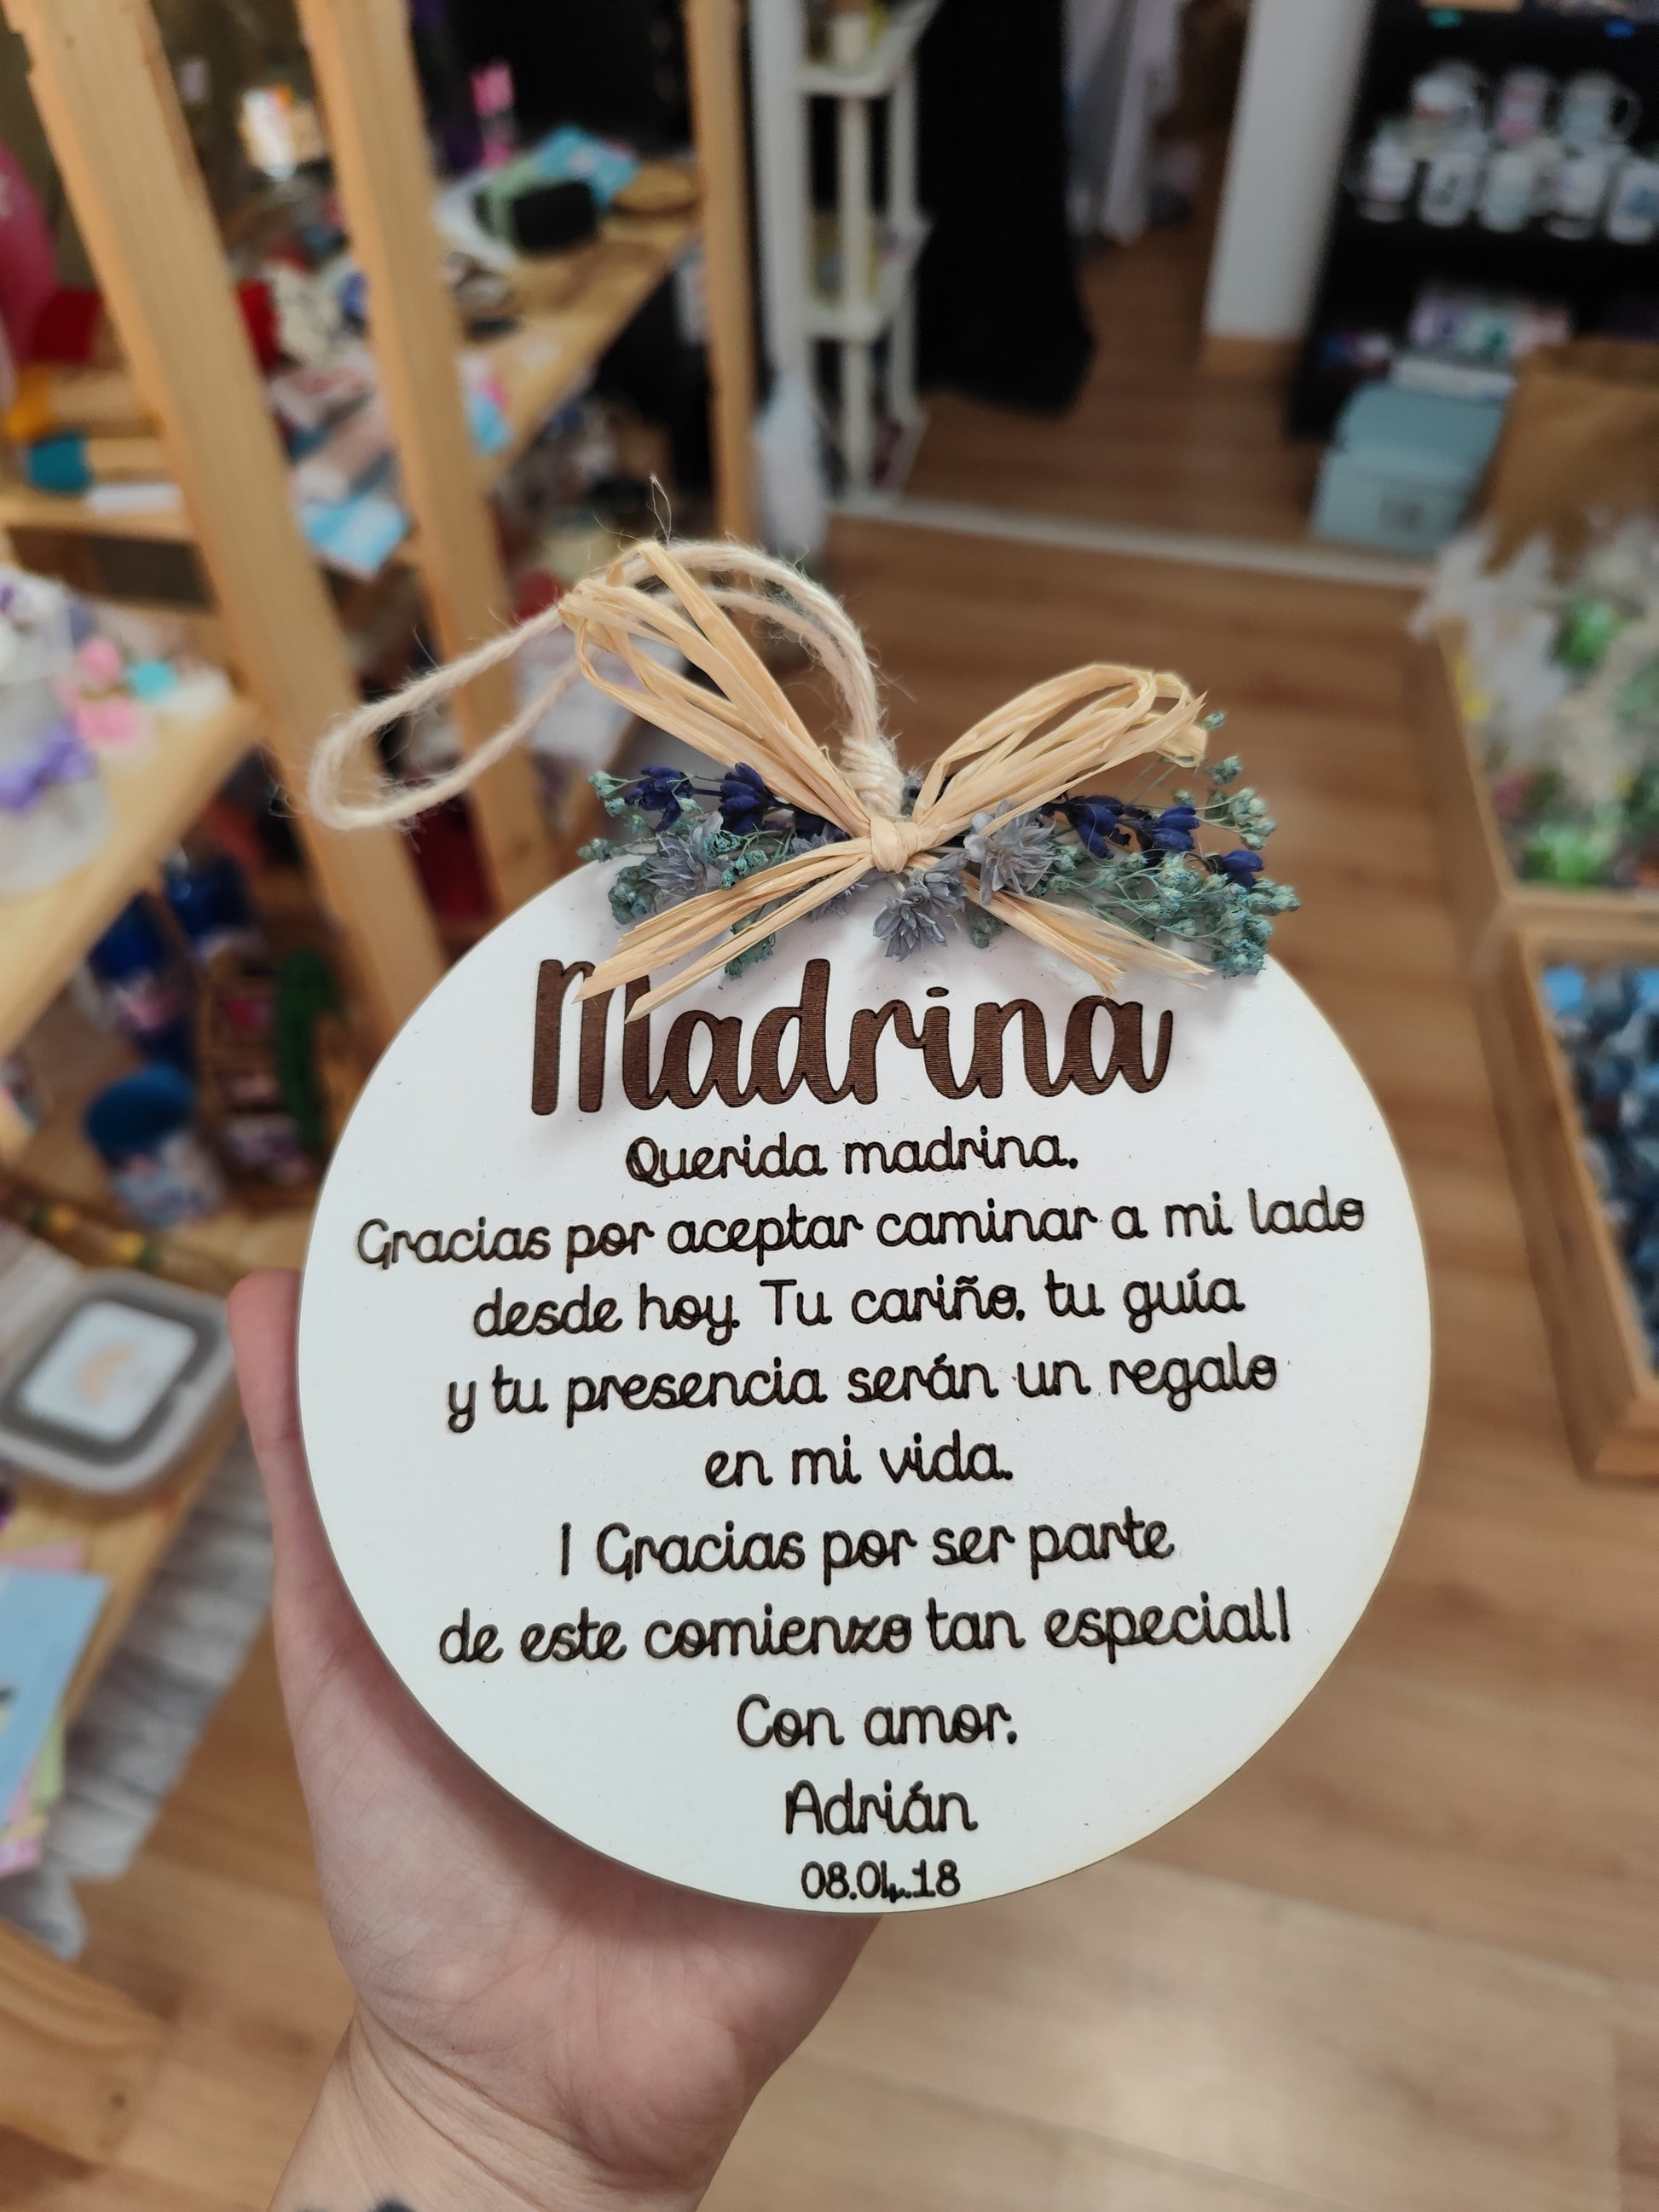 Madrina
Querida madrina,
Gracias por aceptar caminar a mi lado
desde hoy. Tu cariño, tu guía
y tu presencia serán un regalo
en mi vida.
¡ Gracias por ser parte
de este comienzo tan especial!
Con amor,
Adrián
08.04.18